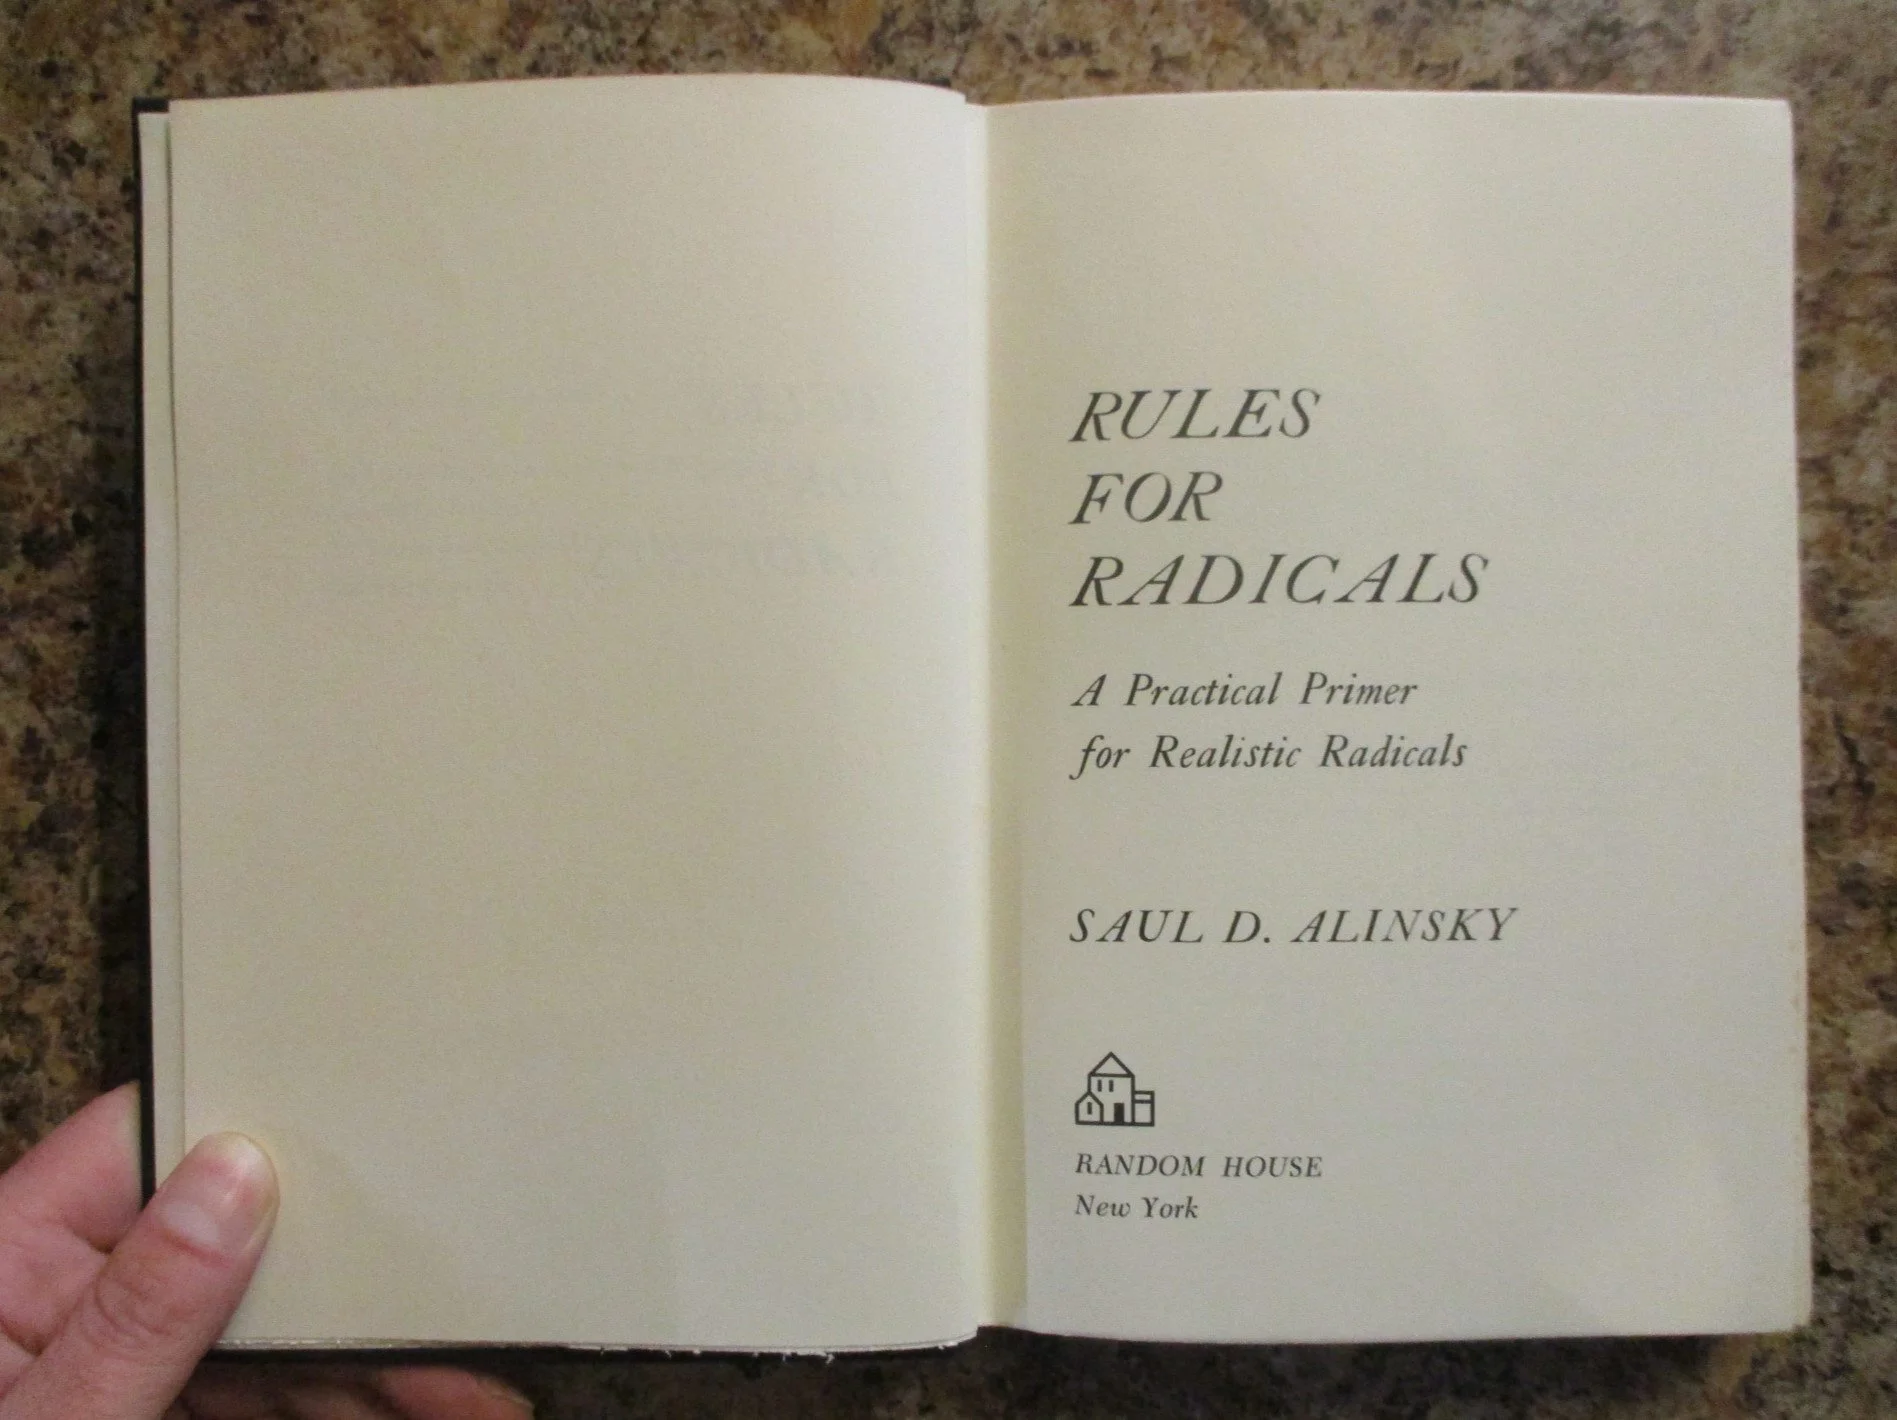 RULES
FOR
RADICALS
A Practical Primer
for Realistic Radicals
SAUL D. ALINSKY
RANDOM HOUSE
New York